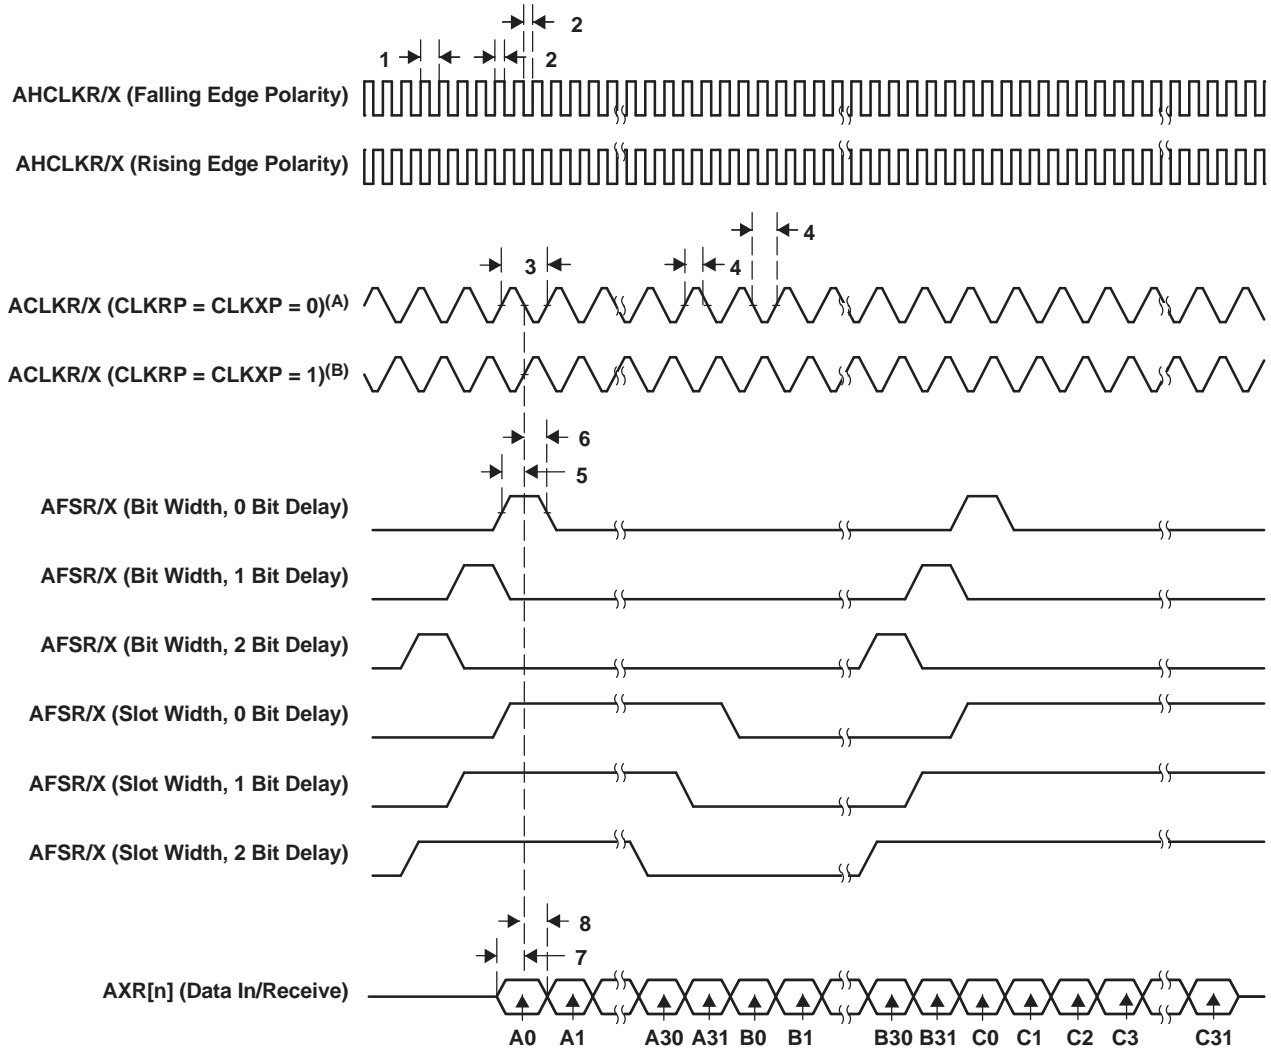 2
1
2
AHCLKR/X (Falling Edge Polarity)
AHCLKR/X (Rising Edge Polarity)
4
3
4
ACLKR/X (CLKRP = CLKXP = 0)(A)
ACLKR/X (CLKRP = CLKXP = 1)(B)
6
5
AFSR/X (Bit Width, 0 Bit Delay)
AFSR/X (Bit Width, 1 Bit Delay)
AFSR/X (Bit Width, 2 Bit Delay)
AFSR/X (Slot Width, 0 Bit Delay)
AFSR/X (Slot Width, 1 Bit Delay)
AFSR/X (Slot Width, 2 Bit Delay)
8
7
AXR[n] (Data In/Receive)
A0 A1 A30 A31 B0 B1 B30 B31 C0 C1 C2 C3 C31